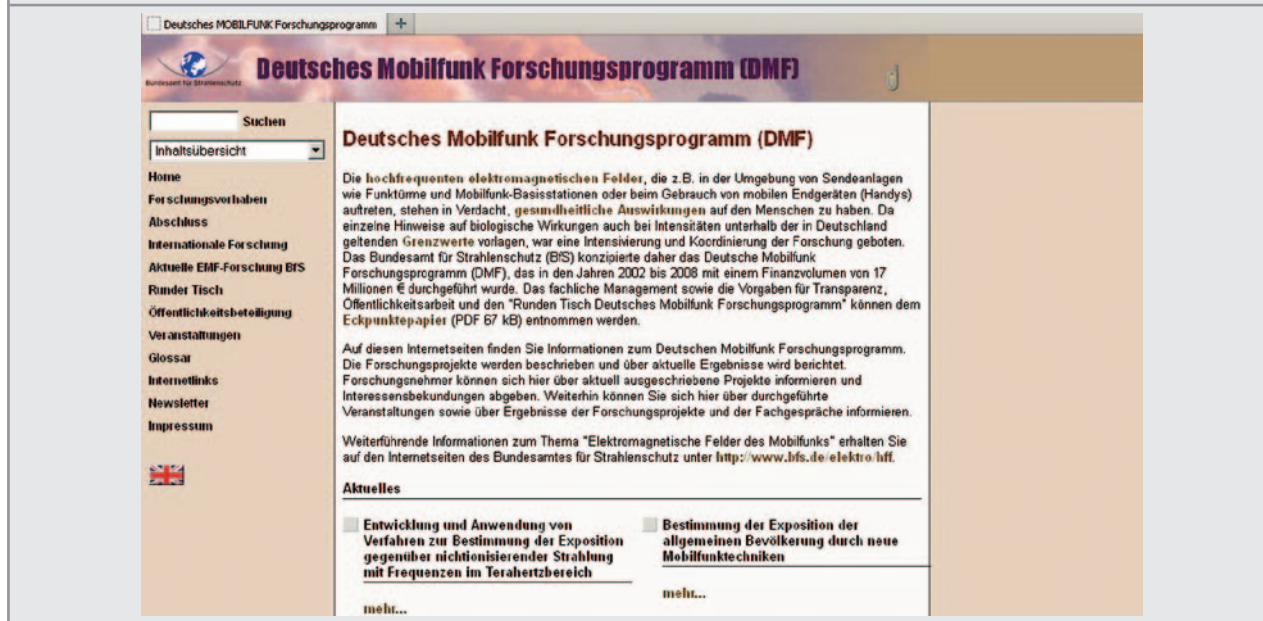 Deutsches MOBILFUNK Forschungsprogramm
+
Bundesamt für Strahlenschutz
Deutsches Mobilfunk Forschungsprogramm (DMF)
Suchen
Inhaltsübersicht
Home
Forschungsvorhaben
Abschluss
Internationale Forschung
Aktuelle EMF-Forschung BfS
Runder Tisch
Öffentlichkeitsbeteiligung
Veranstaltungen
Glossar
Internetlinks
Newsletter
Impressum
Deutsches Mobilfunk Forschungsprogramm (DMF)
Die hochfrequenten elektromagnetischen Felder, die z.B. in der Umgebung von Sendeanlagen
wie Funktürme und Mobilfunk-Basisstationen oder beim Gebrauch von mobilen Endgeräten (Handys)
auftreten, stehen in Verdacht, gesundheitliche Auswirkungen auf den Menschen zu haben. Da
einzelne Hinweise auf biologische Wirkungen auch bei Intensitäten unterhalb der in Deutschland
geltenden Grenzwerte vorlagen, war eine Intensivierung und Koordinierung der Forschung geboten.
Das Bundesamt für Strahlenschutz (BfS) konzipierte daher das Deutsche Mobilfunk
Forschungsprogramm (DMF), das in den Jahren 2002 bis 2008 mit einem Finanzvolumen von 17
Millionen € durchgeführt wurde. Das fachliche Management sowie die Vorgaben für Transparenz,
Öffentlichkeitsarbeit und den "Runden Tisch Deutsches Mobilfunk Forschungsprogramm" können dem
Eckpunktepapier (PDF 67 kB) entnommen werden.
Auf diesen Internetseiten finden Sie Informationen zum Deutschen Mobilfunk Forschungsprogramm.
Die Forschungsprojekte werden beschrieben und über aktuelle Ergebnisse wird berichtet.
Forschungsnehmer können sich hier über aktuell ausgeschriebene Projekte informieren und
Interessensbekundungen abgeben. Weiterhin können Sie sich hier über durchgeführte
Veranstaltungen sowie über Ergebnisse der Forschungsprojekte und der Fachgespräche informieren.
Weiterführende Informationen zum Thema "Elektromagnetische Felder des Mobilfunks" erhalten Sie
auf den Internetseiten des Bundesamtes für Strahlenschutz unter http://www.bfs.de/elektro/hff.
Aktuelles
Entwicklung und Anwendung von
Verfahren zur Bestimmung der Exposition
gegenüber nichtionisierender Strahlung
mit Frequenzen im Terahertzbereich
mehr...
Bestimmung der Exposition der
allgemeinen Bevölkerung durch neue
Mobilfunktechniken
mehr...